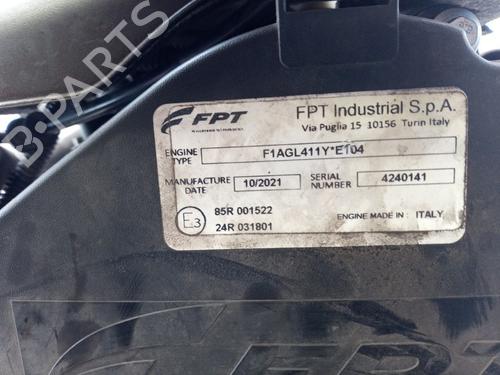 B-PARTS
FPT
FPT Industrial S.p.A.
Via Puglia 15 10156 Turin Italy
ENGINE TYPE F1AGL411Y*E104
MANUFACTURE DATE 10/2021 SERIAL NUMBER 4240141
E3 85R 001522
24R 031801
ENGINE MADE IN : ITALY
FPT